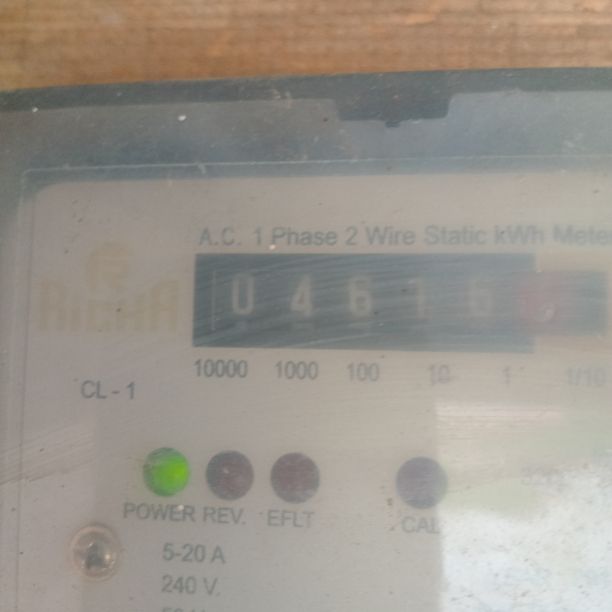 A.C. 1 Phase 2 Wire Static kWh Meter
0 4 6 1 6
10000 1000 100 10 1 1/10
CL-1
POWER REV. EFLT CAL
5-20 A
240 V.